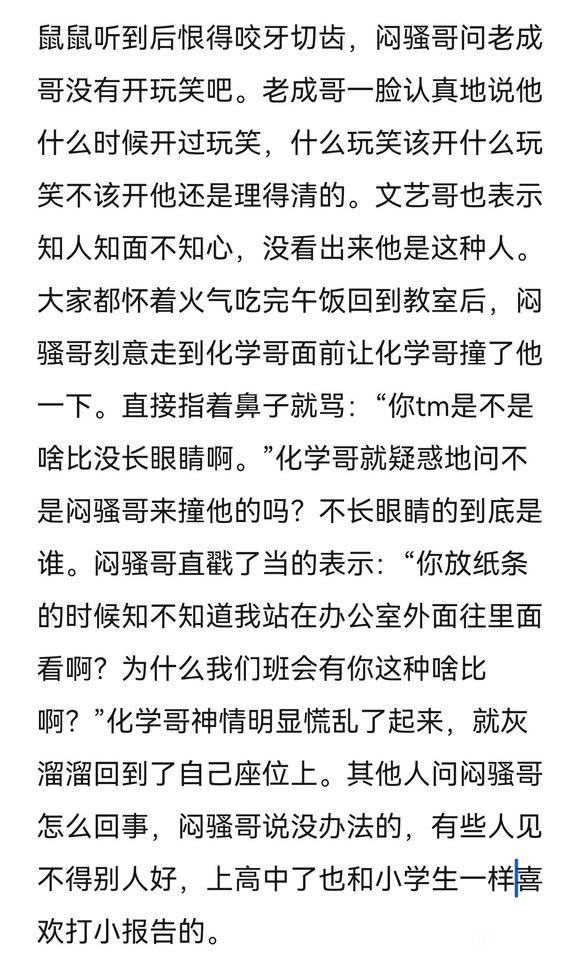 鼠鼠听到后恨得咬牙切齿，闷骚哥问老成
哥没有开玩笑吧。老成哥一脸认真地说他
什么时候开过玩笑，什么玩笑该开什么玩
笑不该开他还是理得清的。文艺哥也表示
知人知面不知心，没看出来他是这种人。
大家都怀着火气吃完午饭回到教室后，闷
骚哥刻意走到化学哥面前让化学哥撞了他
一下。直接指着鼻子就骂：“你tm是不是
啥比没长眼睛啊。”化学哥就疑惑地问不
是闷骚哥来撞他的吗？不长眼睛的到底是
谁。闷骚哥直戳了当的表示：“你放纸条
的时候知不知道我站在办公室外面往里面
看啊？为什么我们班会有你这种啥比
啊？”化学哥神情明显慌乱了起来，就灰
溜溜回到了自己座位上。其他人问闷骚哥
怎么回事，闷骚哥说没办法的，有些人见
不得别人好，上高中了也和小学生一样喜
欢打小报告的。